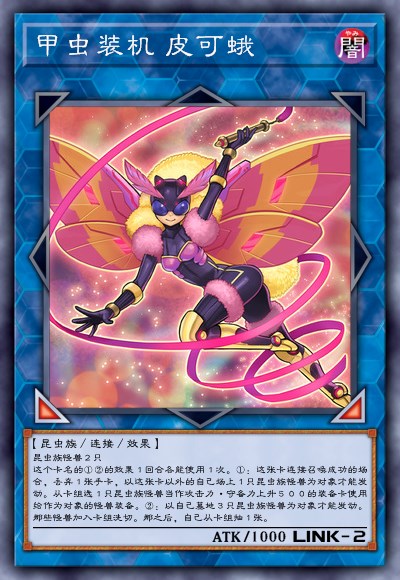 甲虫装机 皮可蛾
やみ
闇
【昆虫族/连接/效果】
昆虫族怪兽２只
这个卡名的①②的效果１回合各能使用１次。①：这张卡连接召唤成功的场
合，丢弃１张手卡，以这张卡以外的自己场上１只昆虫族怪兽为对象才能发
动。从卡组选１只昆虫族怪兽当作攻击力・守备力上升５００的装备卡使用
给作为对象的怪兽装备。②：以自己墓地３只昆虫族怪兽为对象才能发动。
那些怪兽加入卡组洗切。那之后，自己从卡组抽１张。
ATK/1000 LINK-2